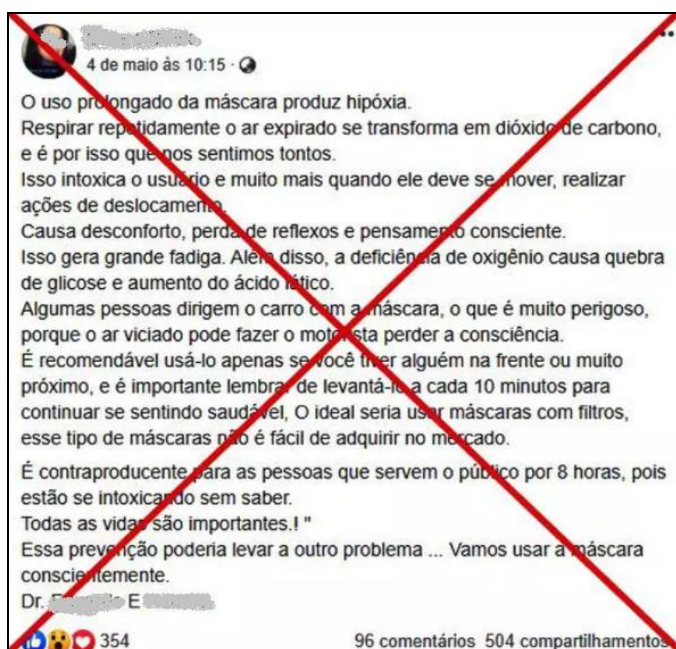 4 de maio às 10:15 ·
O uso prolongado da máscara produz hipóxia.
Respirar repetidamente o ar expirado se transforma em dióxido de carbono,
e é por isso que nos sentimos tontos.
Isso intoxica o usuário e muito mais quando ele deve se mover, realizar
ações de deslocamento.
Causa desconforto, perda de reflexos e pensamento consciente.
Isso gera grande fadiga. Além disso, a deficiência de oxigênio causa quebra
de glicose e aumento do ácido lático.
Algumas pessoas dirigem o carro com a máscara, o que é muito perigoso,
porque o ar viciado pode fazer o motorista perder a consciência.
É recomendável usá-lo apenas se você tiver alguém na frente ou muito
próximo, e é importante lembrar de levantá-lo a cada 10 minutos para
continuar se sentindo saudável, O ideal seria usar máscaras com filtros,
esse tipo de máscaras não é fácil de adquirir no mercado.
É contraproducente para as pessoas que servem o público por 8 horas, pois
estão se intoxicando sem saber.
Todas as vidas são importantes.! "
Essa prevenção poderia levar a outro problema ... Vamos usar a máscara
conscientemente.
Dr. E
354
96 comentários 504 compartilhamentos